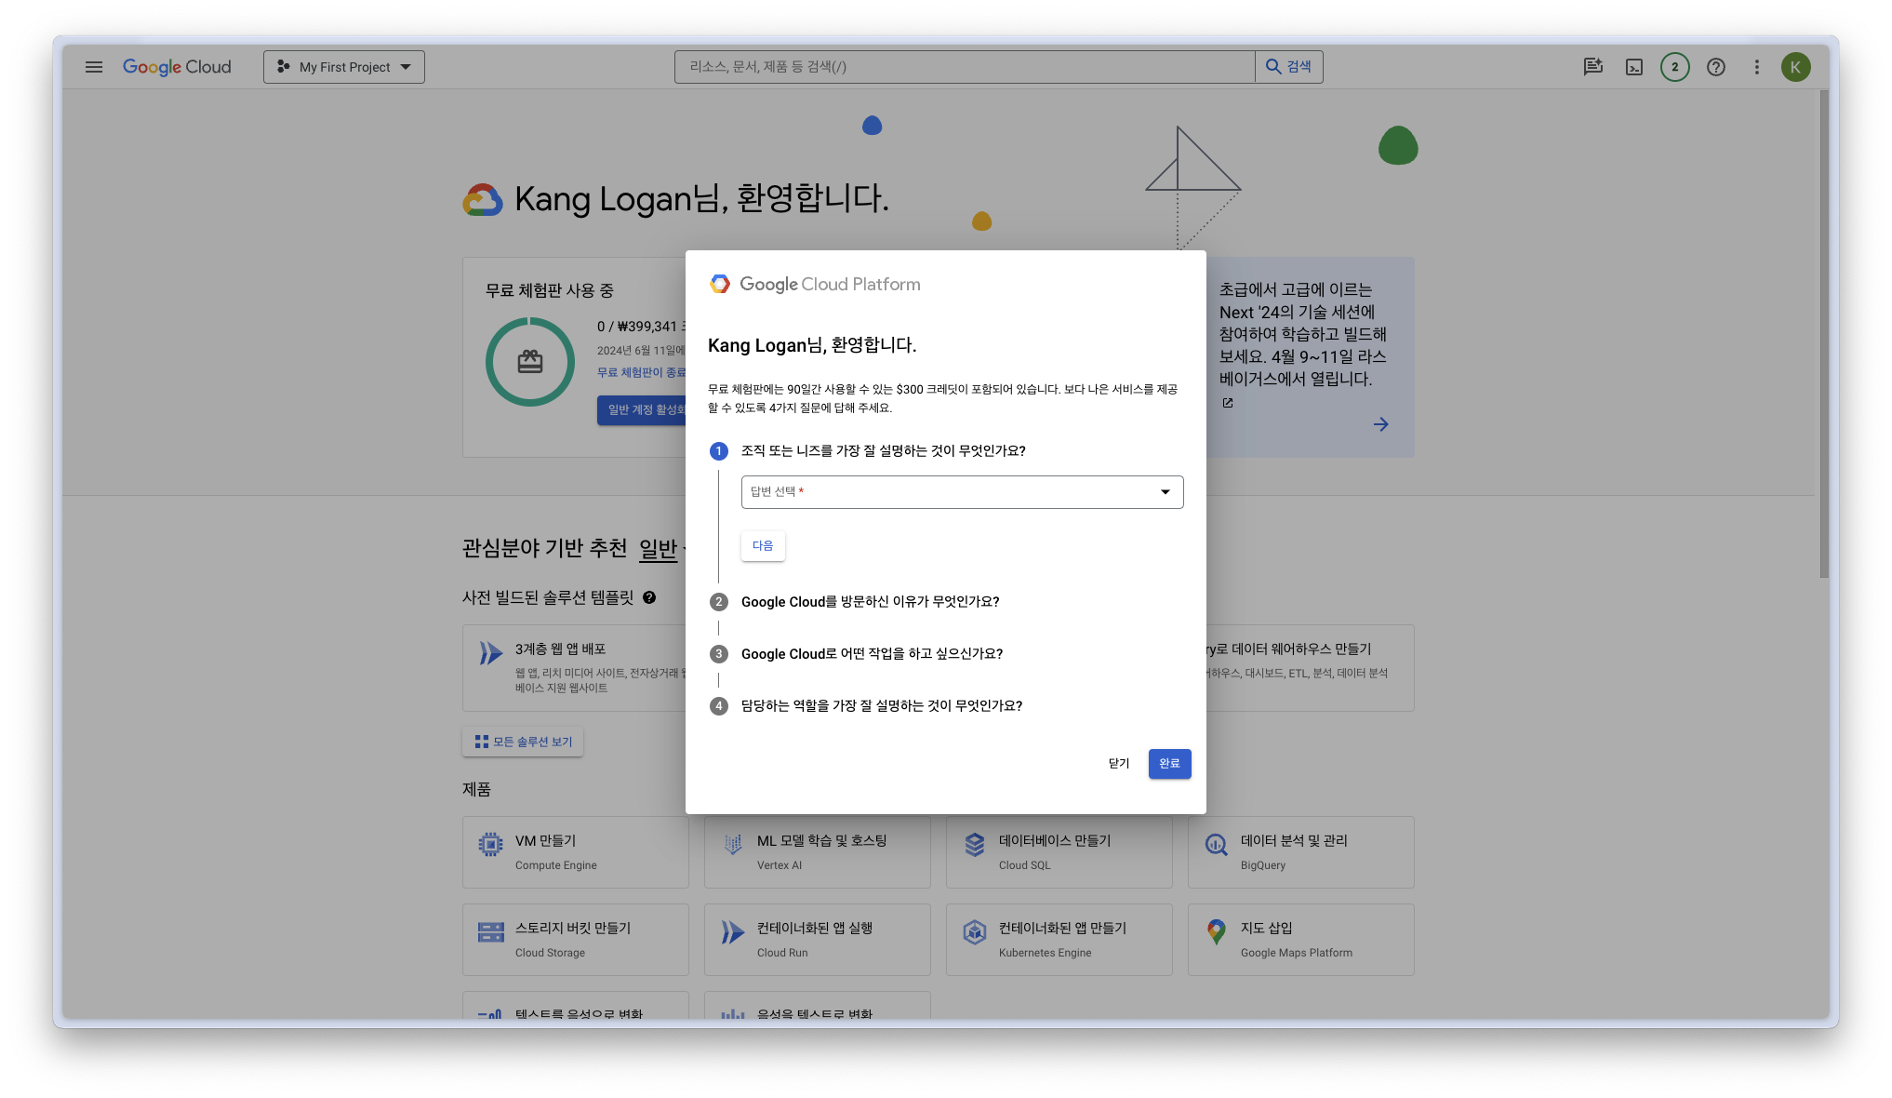 Google Cloud
My First Project
리소스, 문서, 제품 등 검색(/)
검색
2
K
Kang Logan님, 환영합니다.
무료 체험판 사용 중
0 / ₩399,341
2024년 6월 11일에
무료 체험판이 종료
일반 계정 활성화
초급에서 고급에 이르는
Next '24의 기술 세션에
참여하여 학습하고 빌드해
보세요. 4월 9~11일 라스
베이거스에서 열립니다.
Google Cloud Platform
Kang Logan님, 환영합니다.
무료 체험판에는 90일간 사용할 수 있는 $300 크레딧이 포함되어 있습니다. 보다 나은 서비스를 제공
할 수 있도록 4가지 질문에 답해 주세요.
1 조직 또는 니즈를 가장 잘 설명하는 것이 무엇인가요?
답변 선택 *
다음
2 Google Cloud를 방문하신 이유가 무엇인가요?
3 Google Cloud로 어떤 작업을 하고 싶으신가요?
4 담당하는 역할을 가장 잘 설명하는 것이 무엇인가요?
닫기
완료
관심분야 기반 추천 일반
사전 빌드된 솔루션 템플릿
3계층 웹 앱 배포
웹 앱, 리치 미디어 사이트, 전자상거래
베이스 지원 웹사이트
ry로 데이터 웨어하우스 만들기
어하우스, 대시보드, ETL, 분석, 데이터 분석
모든 솔루션 보기
제품
VM 만들기
Compute Engine
ML 모델 학습 및 호스팅
Vertex AI
데이터베이스 만들기
Cloud SQL
데이터 분석 및 관리
BigQuery
스토리지 버킷 만들기
Cloud Storage
컨테이너화된 앱 실행
Cloud Run
컨테이너화된 앱 만들기
Kubernetes Engine
지도 삽입
Google Maps Platform
텍스트를 음성으로 변환
음성을 텍스트로 변환